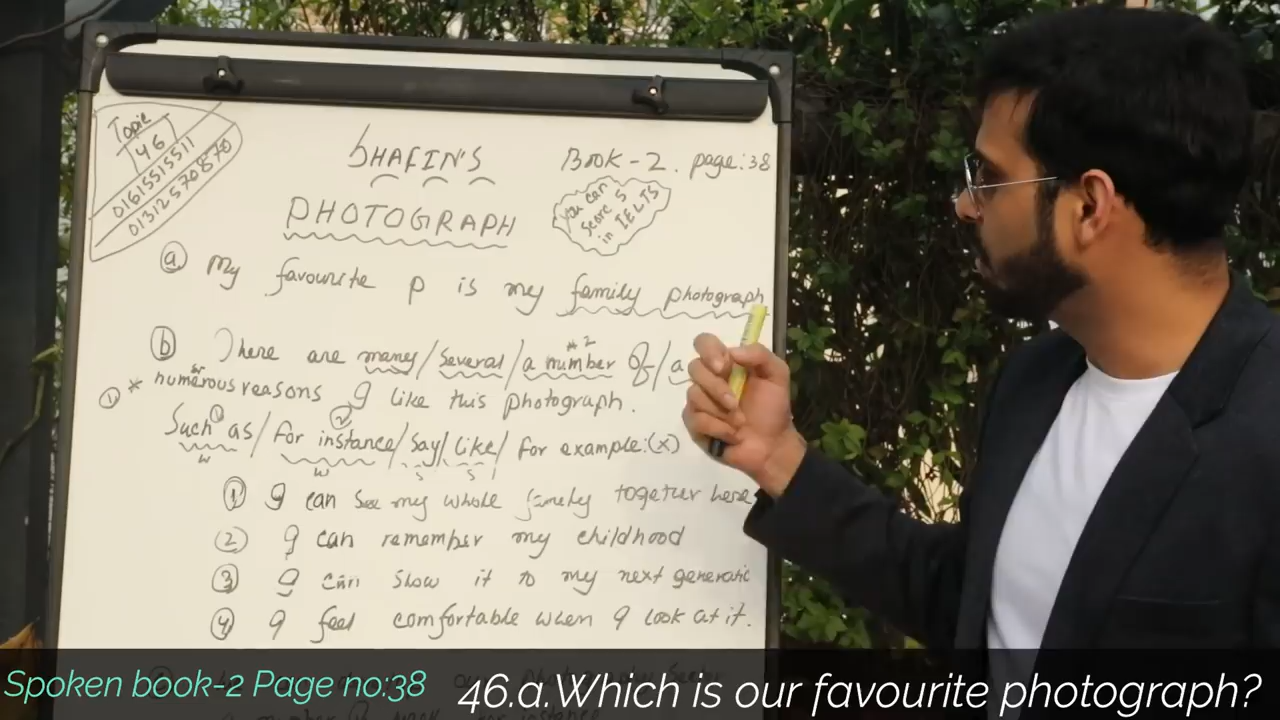 Topic
46
01615515511
01312570870
SHAFIN'S
Book-2. page:38
PHOTOGRAPH
you can
score 5
in IELTS
(a) My favourite p is my family photograph
(b) There are many/several/a number of/a
numerous reasons I like this photograph.
Such as/for instance/say/like/for example:(x)
(1) I can see my whole family together here
(2) I can remember my childhood
(3) I can show it to my next generatic
(4) I feel comfortable when I look at it.
Spoken book-2 Page no:38
46.a.Which is our favourite photograph?